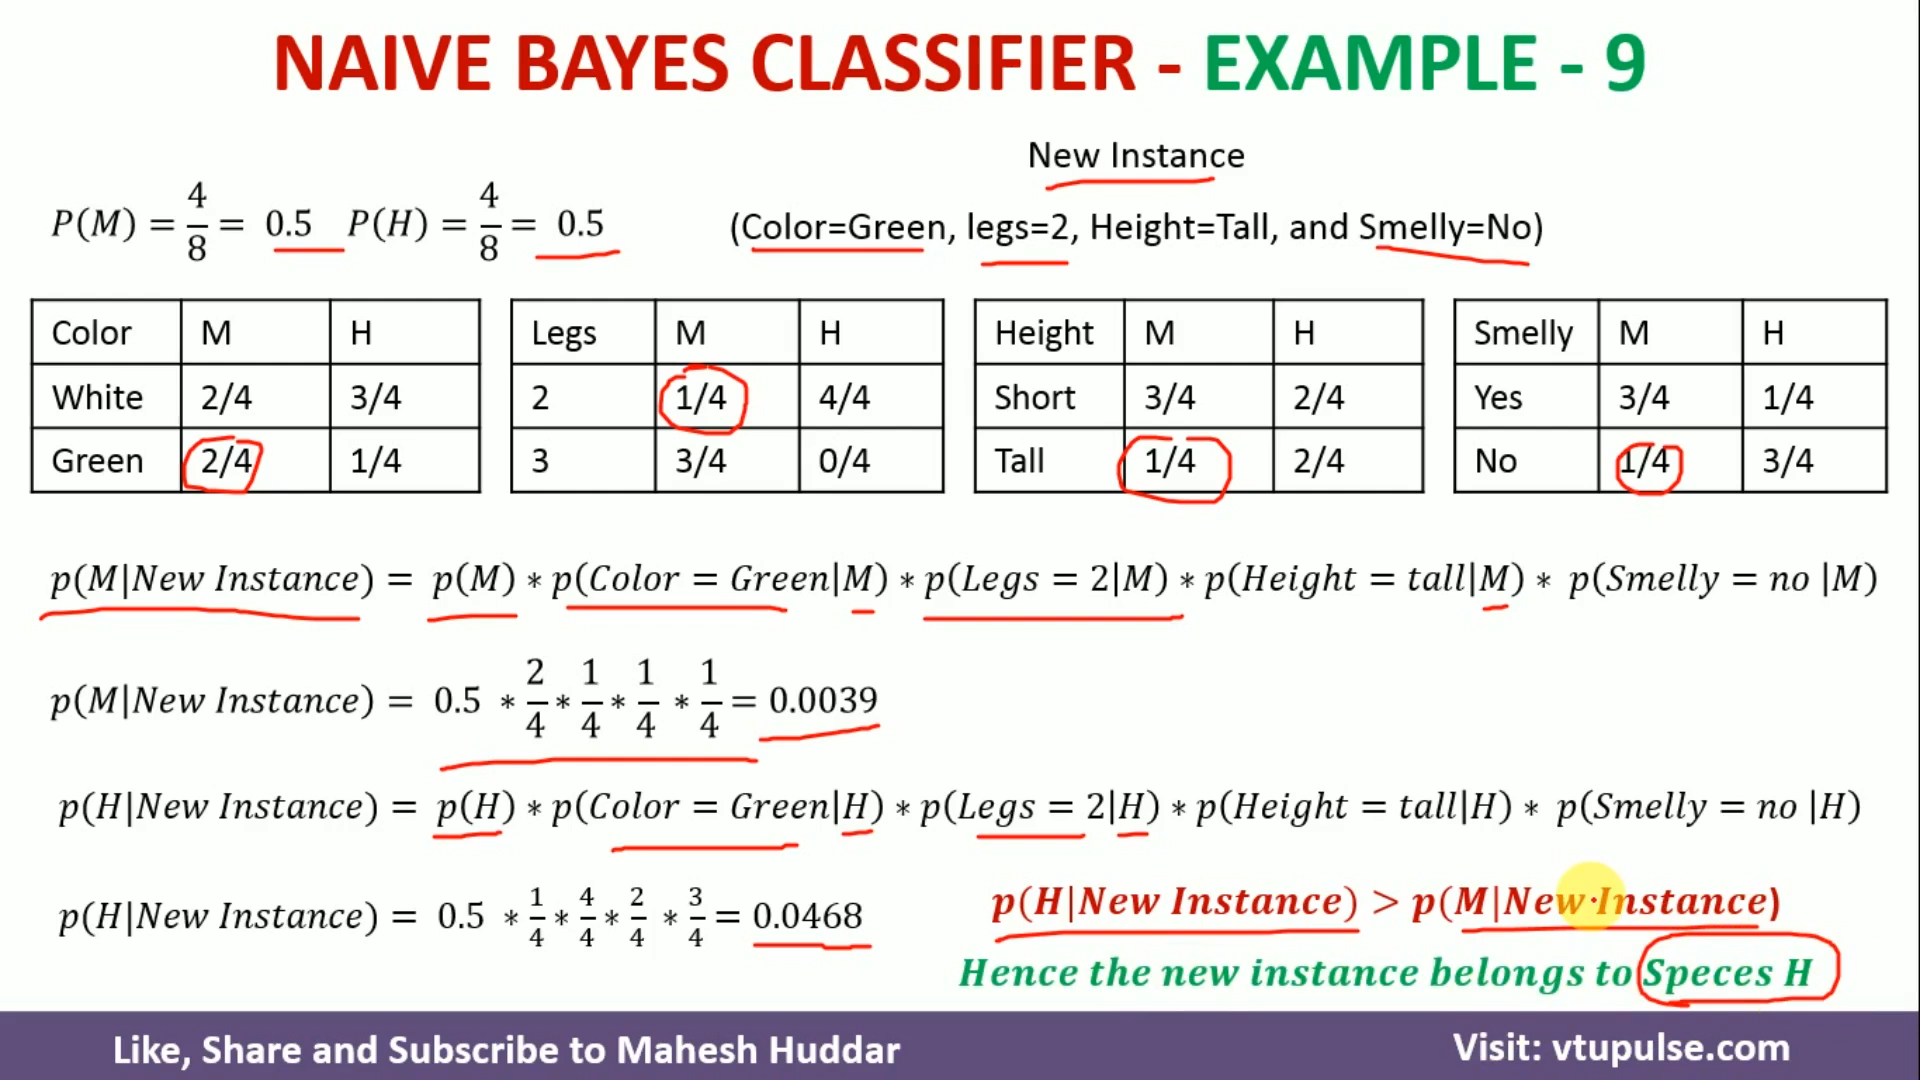 NAIVE BAYES CLASSIFIER - EXAMPLE - 9
New Instance
P(M) = 4/8 = 0.5 P(H) = 4/8 = 0.5
(Color=Green, legs=2, Height=Tall, and Smelly=No)
Color M H
White 2/4 3/4
Green 2/4 1/4
Legs M H
2 1/4 4/4
3 3/4 0/4
Height M H
Short 3/4 2/4
Tall 1/4 2/4
Smelly M H
Yes 3/4 1/4
No 1/4 3/4
p(M|New Instance) = p(M) * p(Color = Green|M) * p(Legs = 2|M) * p(Height = tall|M) * p(Smelly = no |M)
p(M|New Instance) = 0.5 * 2/4 * 1/4 * 1/4 * 1/4 = 0.0039
p(H|New Instance) = p(H) * p(Color = Green|H) * p(Legs = 2|H) * p(Height = tall|H) * p(Smelly = no |H)
p(H|New Instance) = 0.5 * 1/4 * 4/4 * 2/4 * 3/4 = 0.0468
p(H|New Instance) > p(M|New Instance)
Hence the new instance belongs to Speces H
Like, Share and Subscribe to Mahesh Huddar
Visit: vtupulse.com